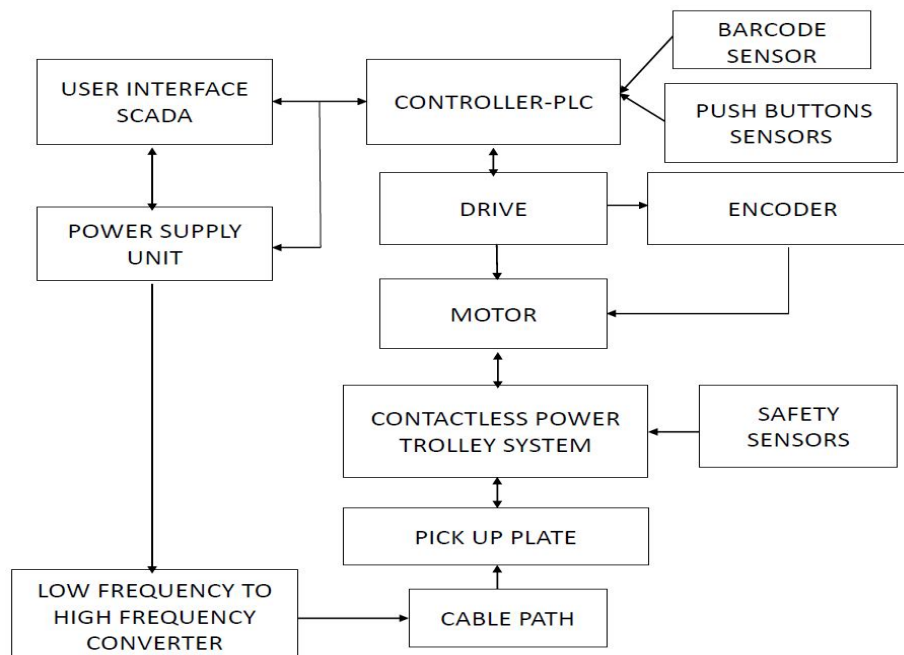 BARCODE
SENSOR
USER INTERFACE
SCADA
CONTROLLER-PLC
PUSH BUTTONS
SENSORS
DRIVE
ENCODER
POWER SUPPLY
UNIT
MOTOR
CONTACTLESS POWER
TROLLEY SYSTEM
SAFETY
SENSORS
PICK UP PLATE
LOW FREQUENCY TO
HIGH FREQUENCY
CONVERTER
CABLE PATH